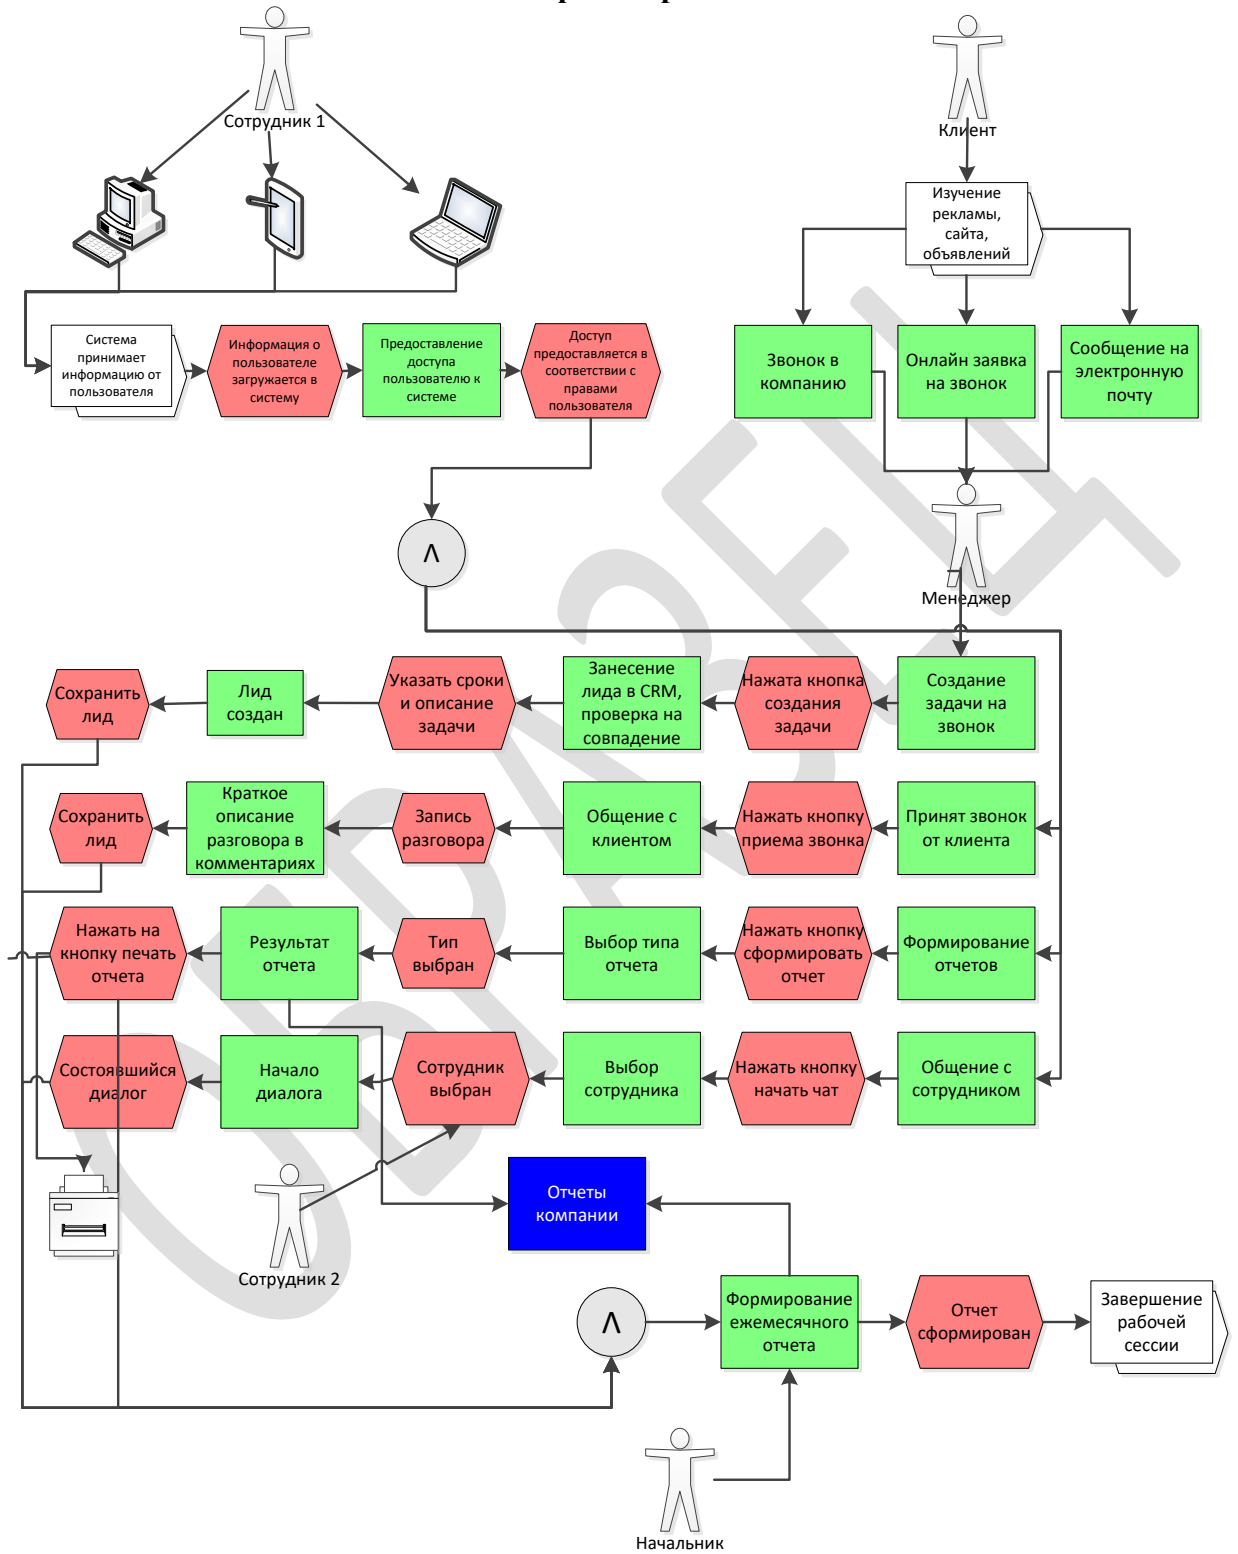 Сотрудник 1
Клиент
Изучение
рекламы,
сайта,
объявлений
Система
принимает
информацию от
пользователя
Информация о
пользователе
загружается в
систему
Предоставление
доступа
пользователю к
системе
Доступ
предоставляется в
соответствии с
правами
пользователя
Звонок в
компанию
Онлайн заявка
на звонок
Сообщение на
электронную
почту
Λ
Менеджер
Сохранить
лид
Лид
создан
Указать сроки
и описание
задачи
Занесение
лида в CRM,
проверка на
совпадение
Нажата кнопка
создания
задачи
Создание
задачи на
звонок
Сохранить
лид
Краткое
описание
разговора в
комментариях
Запись
разговора
Общение с
клиентом
Нажать кнопку
приема звонка
Принят звонок
от клиента
Нажать на
кнопку печать
отчета
Результат
отчета
Тип
выбран
Выбор типа
отчета
Нажать кнопку
сформировать
отчет
Формирование
отчетов
Состоявшийся
диалог
Начало
диалога
Сотрудник
выбран
Выбор
сотрудника
Нажать кнопку
начать чат
Общение с
сотрудником
Сотрудник 2
Отчеты
компании
Λ
Формирование
ежемесячного
отчета
Отчет
сформирован
Завершение
рабочей
сессии
Начальник
ОБРАЗЕЦ